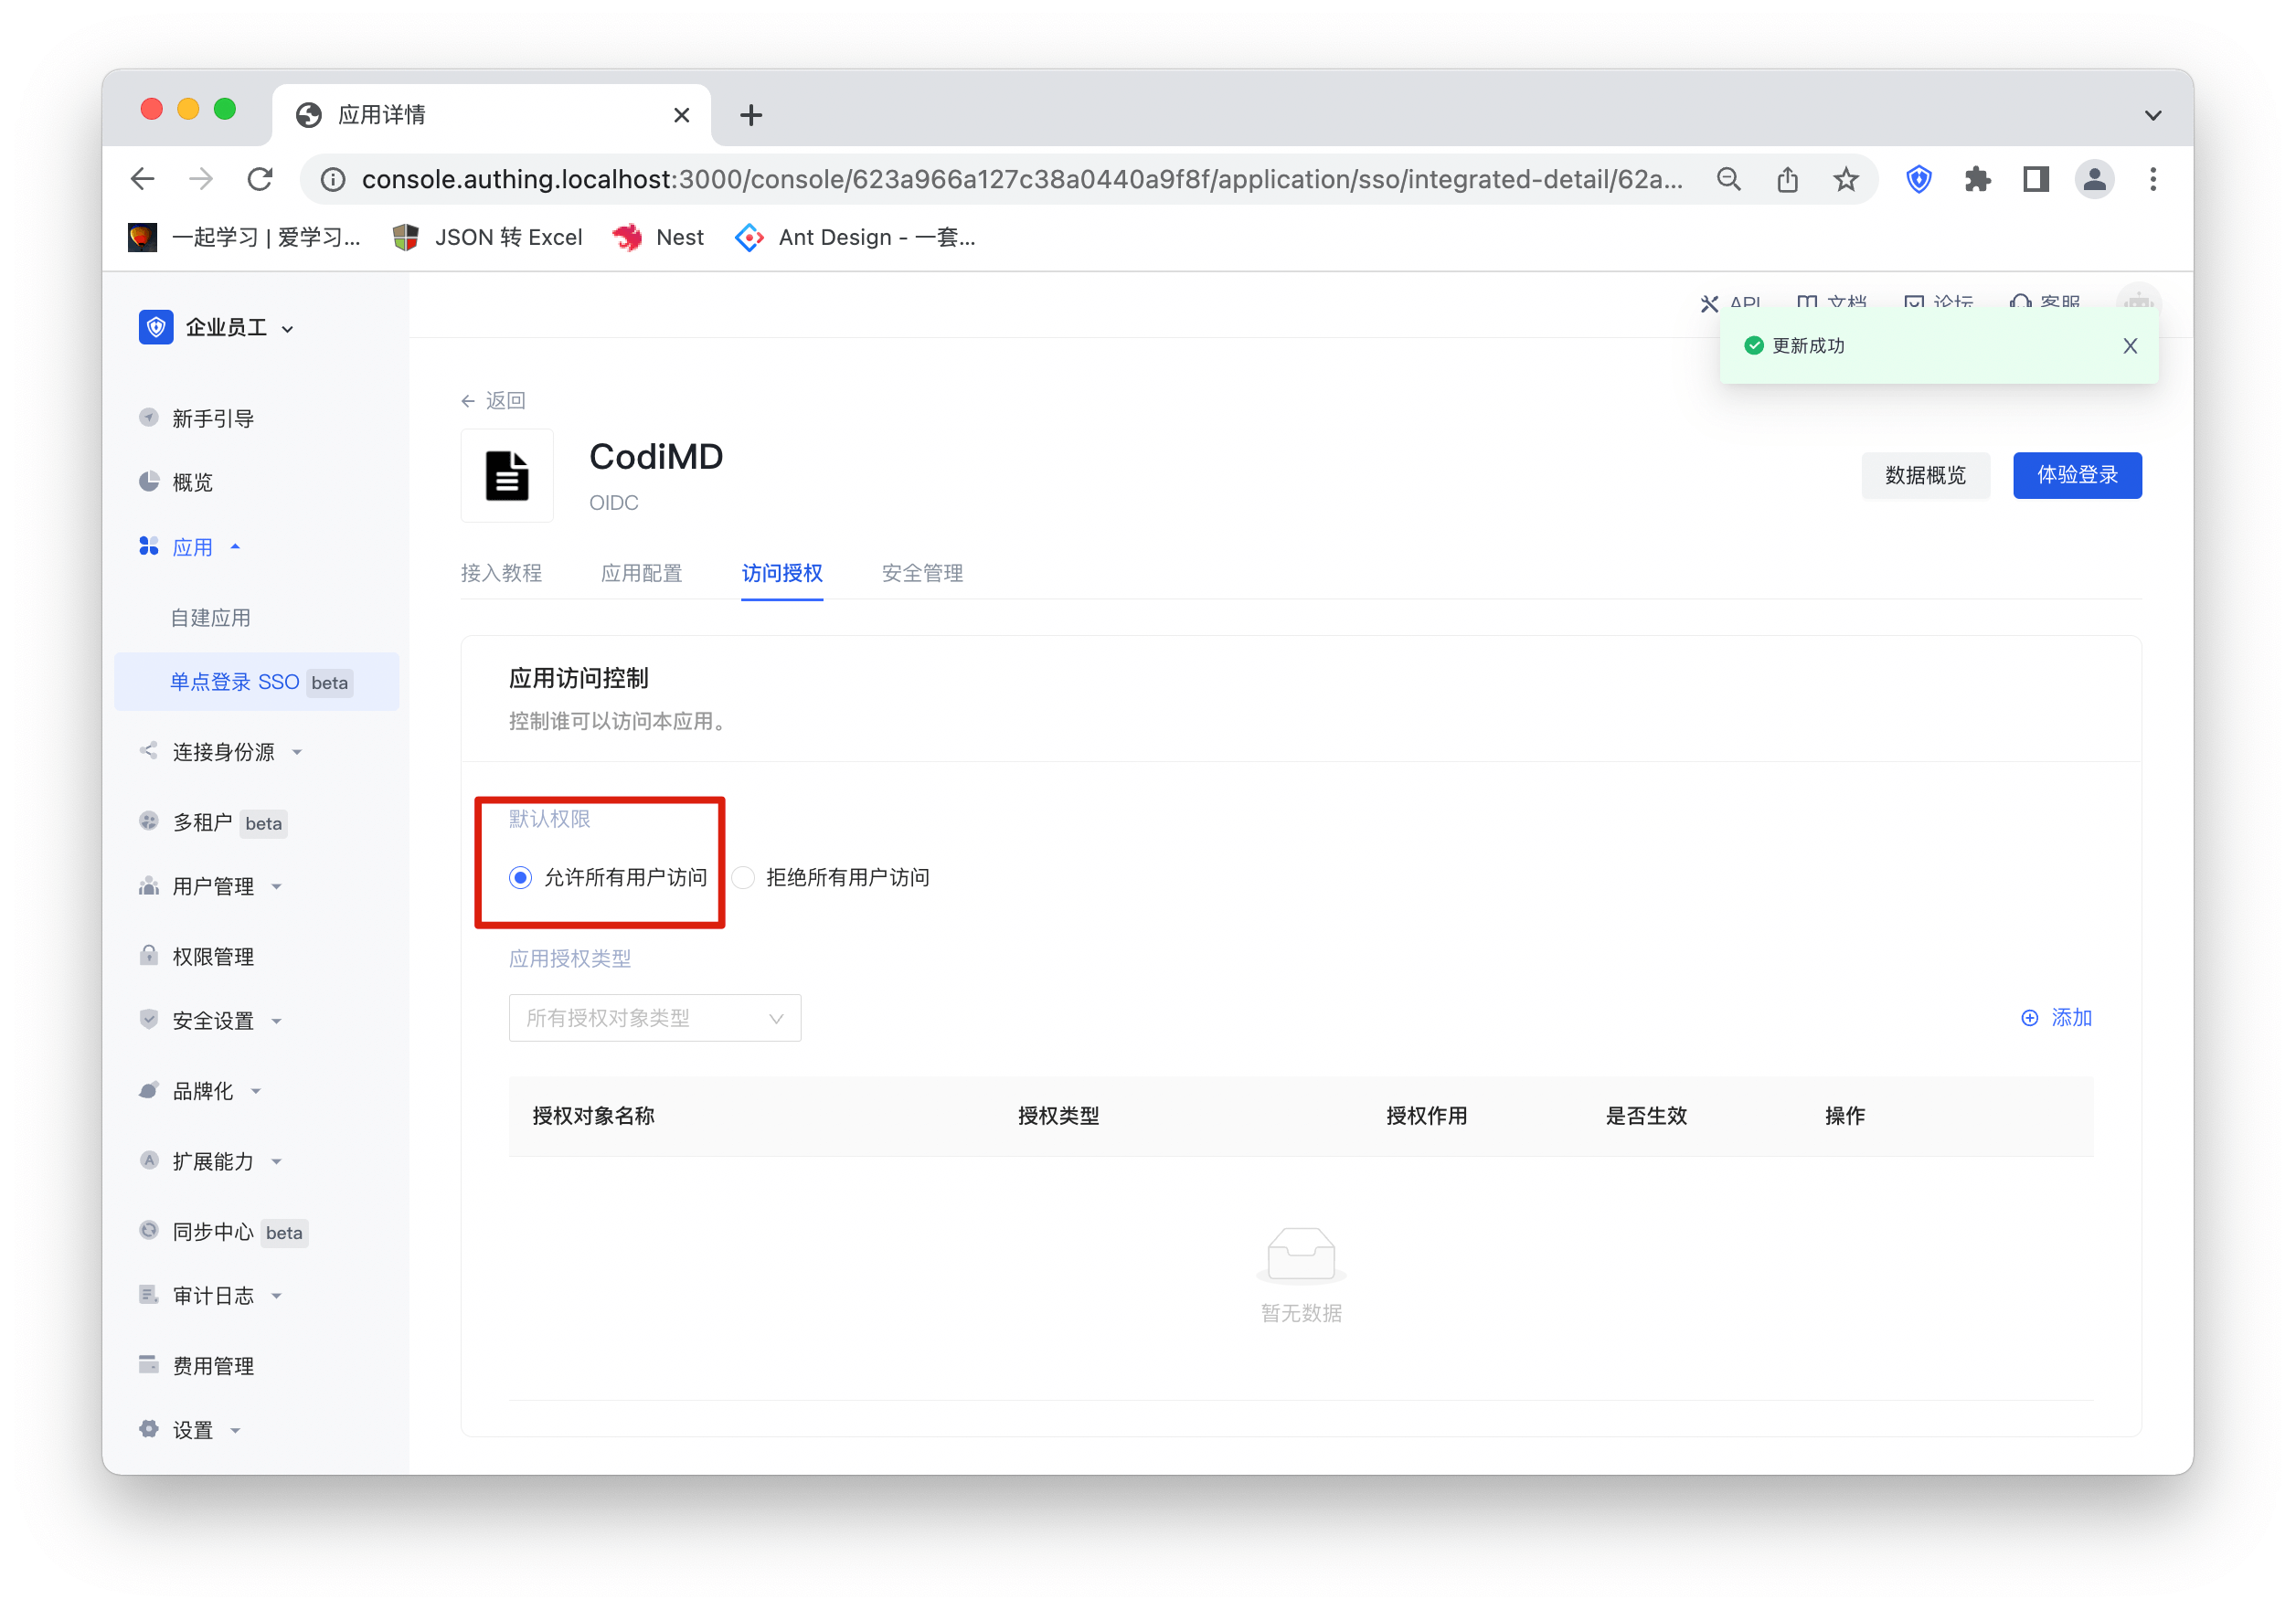 应用详情
console.authing.localhost:3000/console/623a966a127c38a0440a9f8f/application/sso/integrated-detail/62a...
一起学习 | 爱学习...
JSON 转 Excel
Nest
Ant Design - 一套...
企业员工
API
文档
论坛
客服
更新成功
新手引导
概览
应用
自建应用
单点登录 SSO beta
连接身份源
多租户 beta
用户管理
权限管理
安全设置
品牌化
扩展能力
同步中心 beta
审计日志
费用管理
设置
返回
CodiMD
OIDC
数据概览
体验登录
接入教程
应用配置
访问授权
安全管理
应用访问控制
控制谁可以访问本应用。
默认权限
允许所有用户访问
拒绝所有用户访问
应用授权类型
所有授权对象类型
添加
授权对象名称
授权类型
授权作用
是否生效
操作
暂无数据